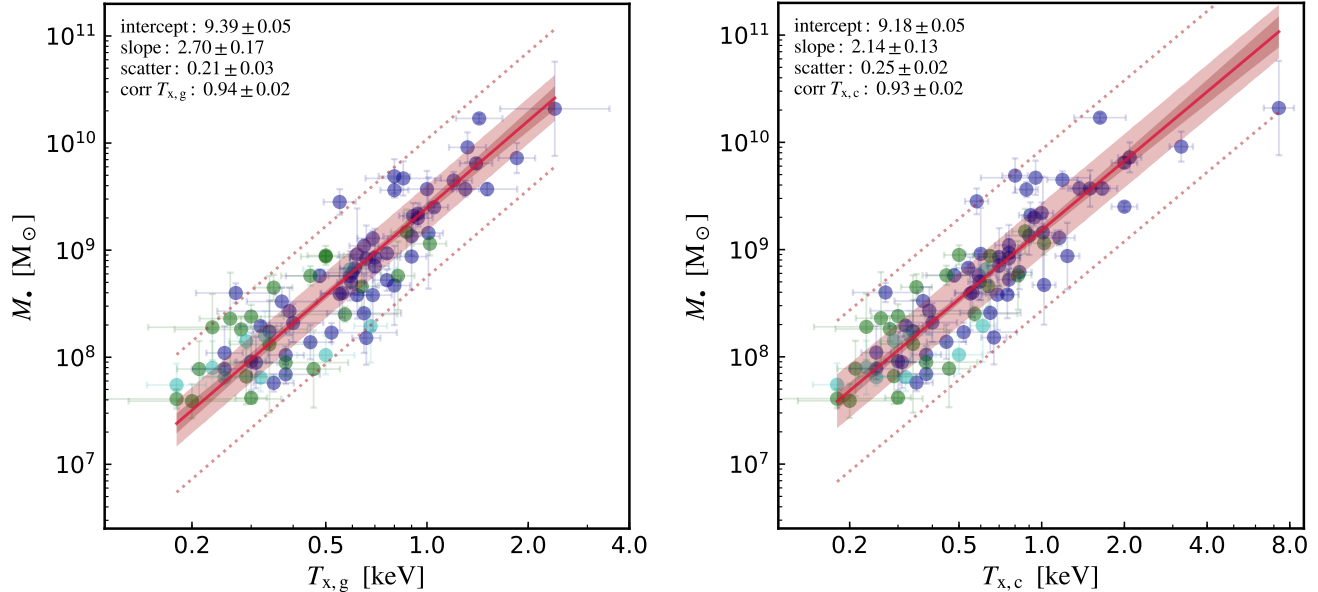 intercept: 9.39 ± 0.05
slope: 2.70 ± 0.17
scatter: 0.21 ± 0.03
corr T_x,g: 0.94 ± 0.02
10^11
10^10
10^9
10^8
10^7
M• [M⊙]
0.2 0.5 1.0 2.0 4.0
T_x,g [keV]
intercept: 9.18 ± 0.05
slope: 2.14 ± 0.13
scatter: 0.25 ± 0.02
corr T_x,c: 0.93 ± 0.02
10^11
10^10
10^9
10^8
10^7
M• [M⊙]
0.2 0.5 1.0 2.0 4.0 8.0
T_x,c [keV]